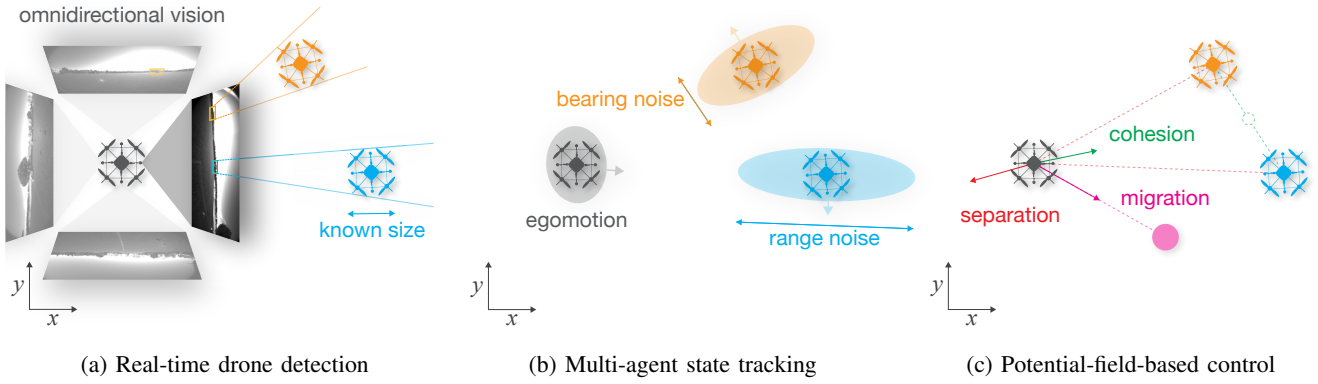 omnidirectional vision
known size
y
x
(a) Real-time drone detection
bearing noise
egomotion
range noise
y
x
(b) Multi-agent state tracking
cohesion
migration
separation
y
x
(c) Potential-field-based control